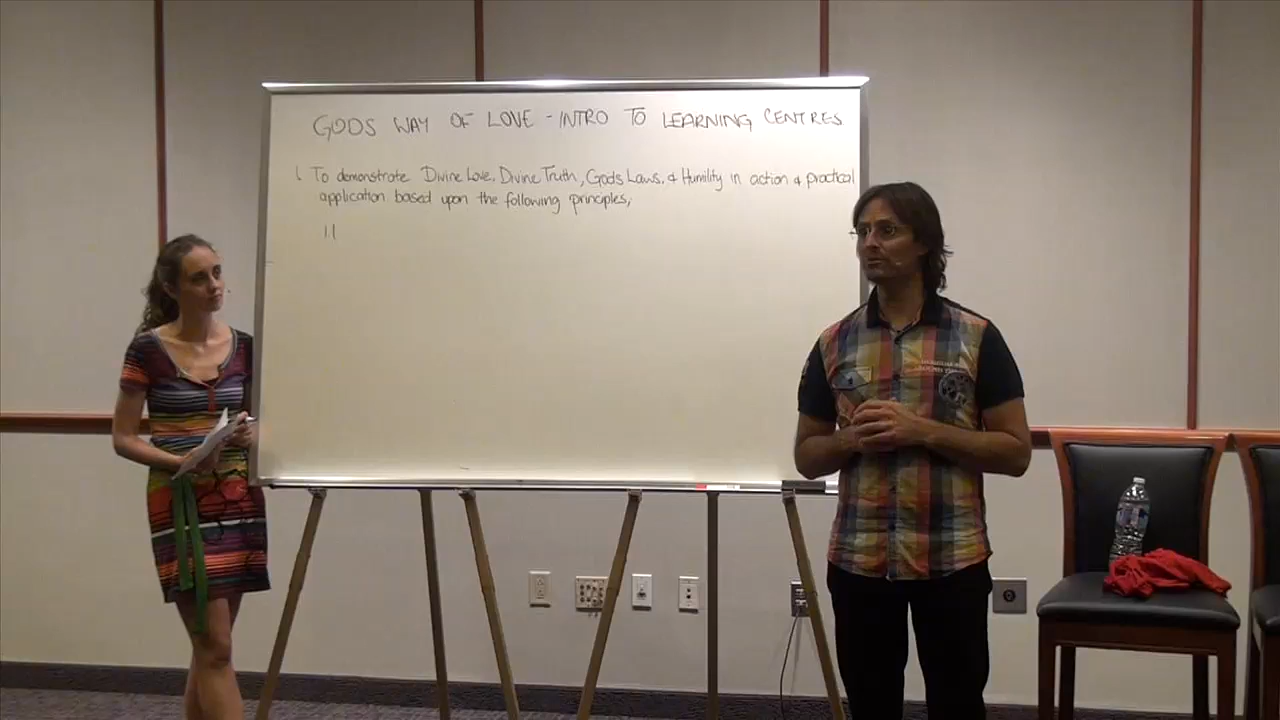 GODS WAY OF LOVE - INTRO TO LEARNING CENTRES
1. To demonstrate Divine Love, Divine Truth, Gods Laws, & Humility in action & practical
application based upon the following principles,
1.1